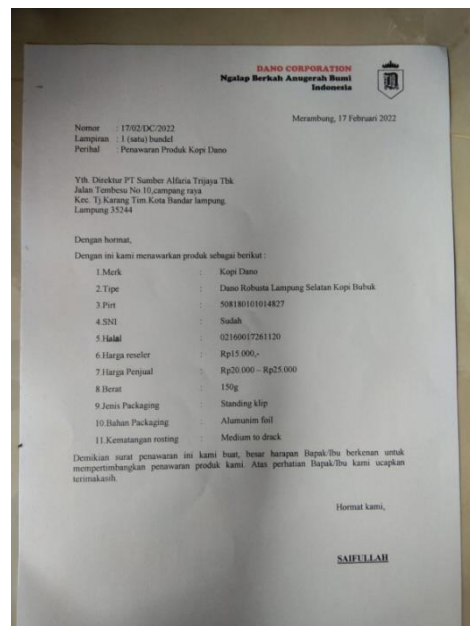 DANO CORPORATION
Ngalap Berkah Anugerah Bumi
Indonesia
Merambung, 17 Februari 2022
Nomor : 17/02/DC/2022
Lampiran : 1 (satu) bundel
Perihal : Penawaran Produk Kopi Dano
Yth. Direktur PT Sumber Alfaria Trijaya Tbk
Jalan Tembesu No 10,campang raya
Kec. Tj.Karang Tim.Kota Bandar lampung,
Lampung 35244
Dengan hormat,
Dengan ini kami menawarkan produk sebagai berikut :
1.Merk : Kopi Dano
2.Tipe : Dano Robusta Lampung Selatan Kopi Bubuk
3.Pirt : 508180101014827
4.SNI : Sudah
5.Halal : 02160017261120
6.Harga reseler : Rp15.000,-
7.Harga Penjual : Rp20.000 – Rp25.000
8.Berat : 150g
9.Jenis Packaging : Standing klip
10.Bahan Packaging : Alumunim foil
11.Kematangan rosting : Medium to drack
Demikian surat penawaran ini kami buat, besar harapan Bapak/Ibu berkenan untuk
mempertimbangkan penawaran produk kami. Atas perhatian Bapak/Ibu kami ucapkan
terimakasih.
Hormat kami,
SAIFULLAH